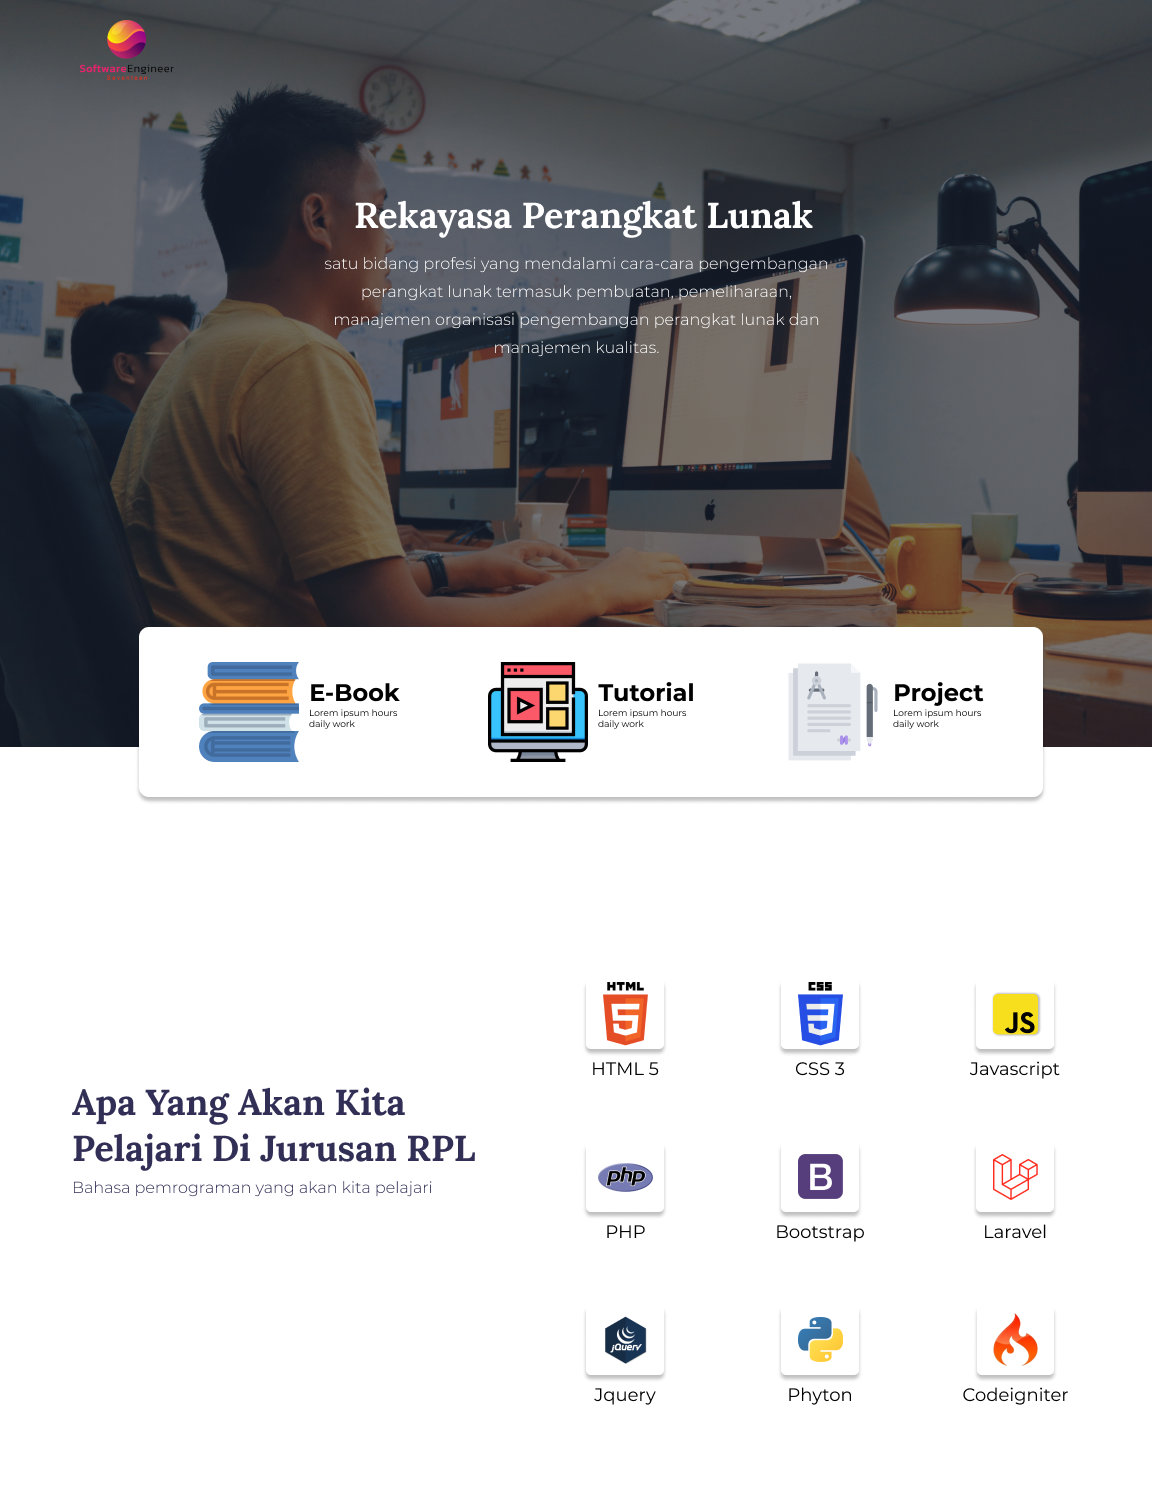 SoftwareEngineer
Rekayasa Perangkat Lunak
satu bidang profesi yang mendalami cara-cara pengembangan
perangkat lunak termasuk pembuatan, pemeliharaan,
manajemen organisasi pengembangan perangkat lunak dan
manajemen kualitas.
E-Book
Lorem ipsum hours
daily work
Tutorial
Lorem ipsum hours
daily work
Project
Lorem ipsum hours
daily work
HTML
5
CSS
3
JS
HTML 5
CSS 3
Javascript
Apa Yang Akan Kita
Pelajari Di Jurusan RPL
Bahasa pemrograman yang akan kita pelajari
php
B
PHP
Bootstrap
Laravel
jQuery
Jquery
Phyton
Codeigniter